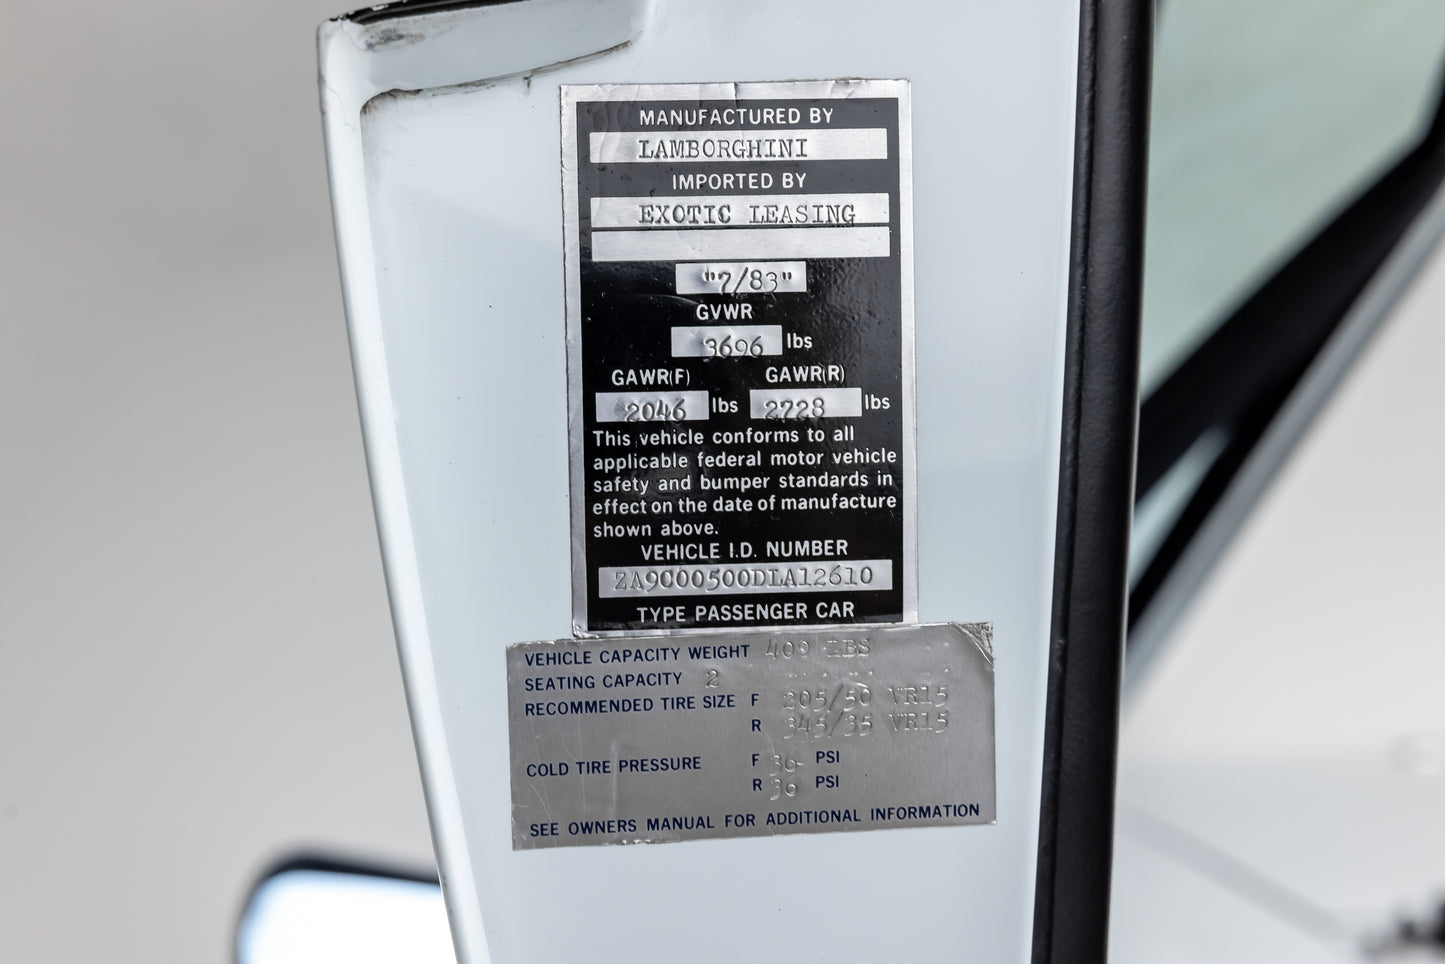 MANUFACTURED BY
LAMBORGHINI
IMPORTED BY
EXOTIC LEASING
"7/83"
GVWR
3696 lbs
GAWR(F) GAWR(R)
2046 lbs 2728 lbs
This vehicle conforms to all
applicable federal motor vehicle
safety and bumper standards in
effect on the date of manufacture
shown above.
VEHICLE I.D. NUMBER
ZA9C00500DLA12610
TYPE PASSENGER CAR
VEHICLE CAPACITY WEIGHT 409 LBS
SEATING CAPACITY 2
RECOMMENDED TIRE SIZE F 205/50 VR15
R 345/35 VR15
COLD TIRE PRESSURE F 36 PSI
R 36 PSI
SEE OWNERS MANUAL FOR ADDITIONAL INFORMATION